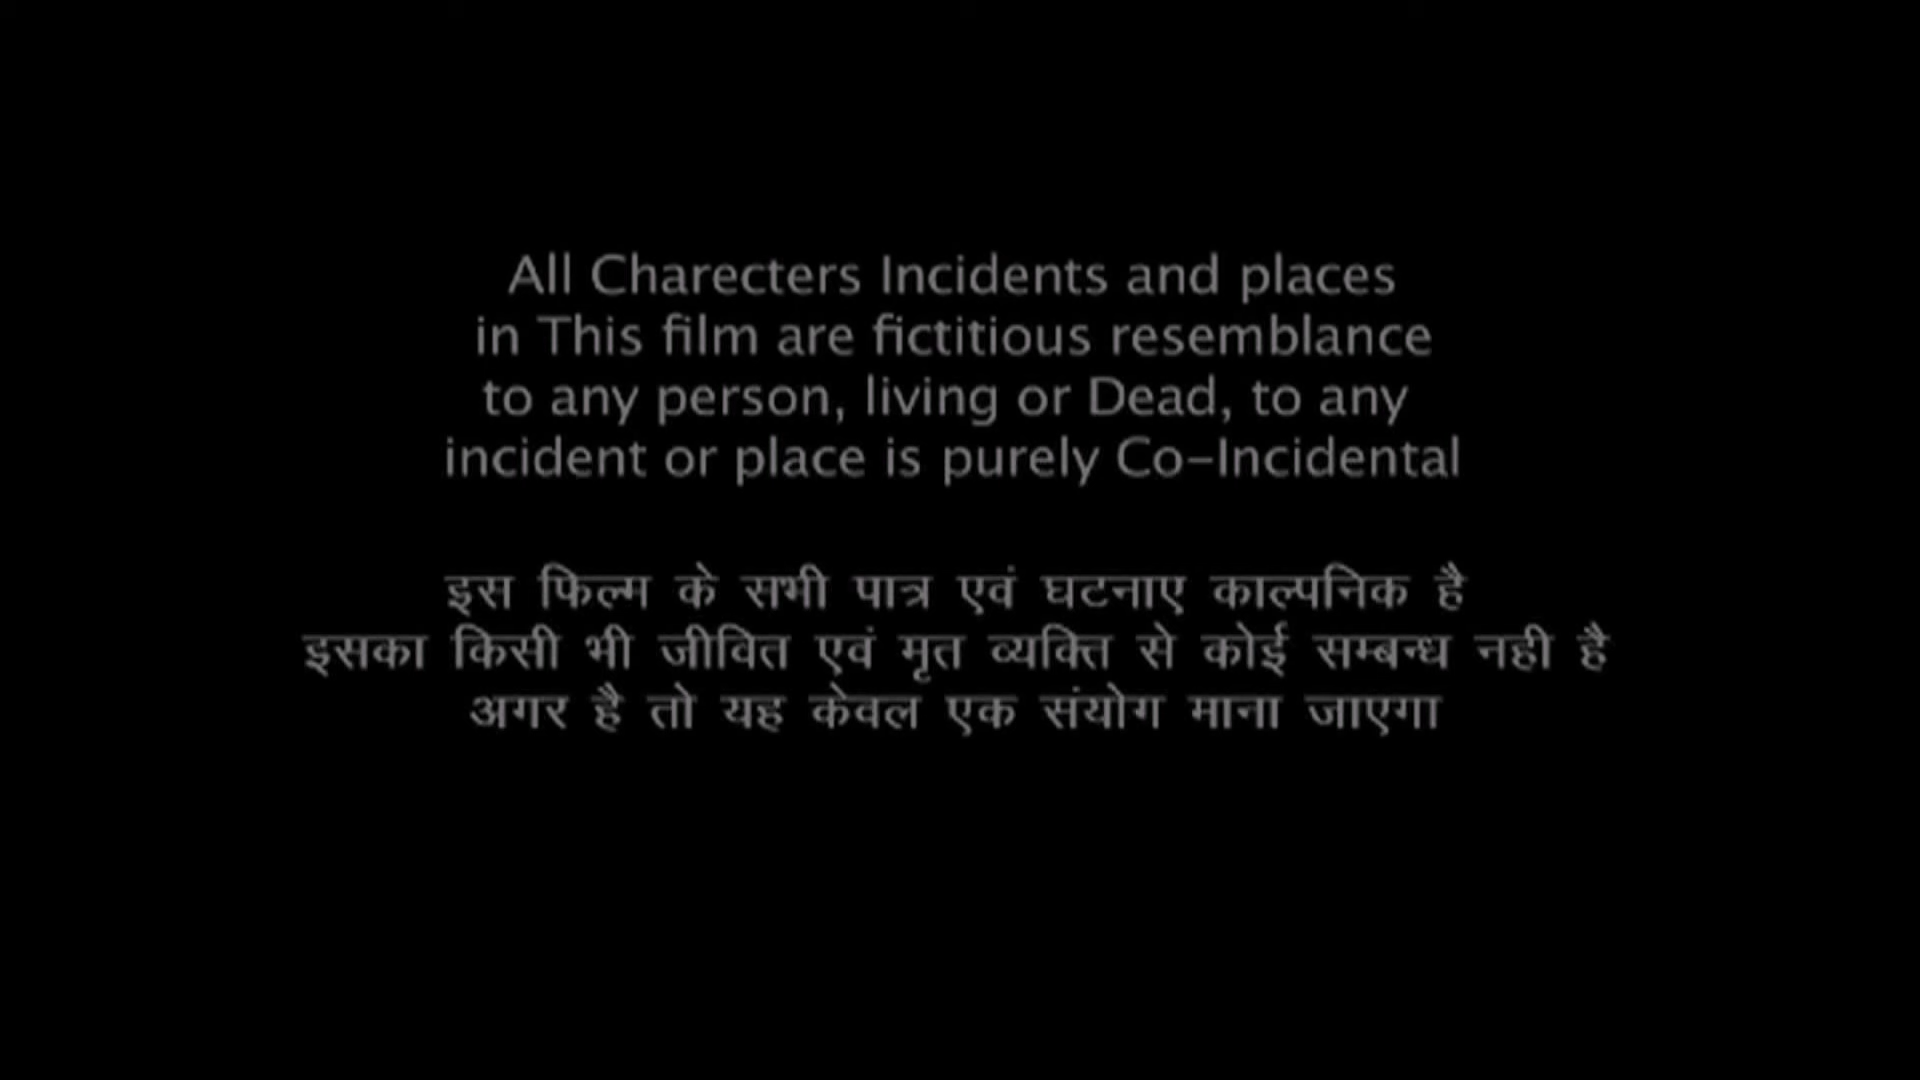 All Charecters Incidents and places
in This film are fictitious resemblance
to any person, living or Dead, to any
incident or place is purely Co-Incidental
इस फिल्म के सभी पात्र एवं घटनाए काल्पनिक है
इसका किसी भी जीवित एवं मृत व्यक्ति से कोई सम्बन्ध नही है
अगर है तो यह केवल एक संयोग माना जाएगा